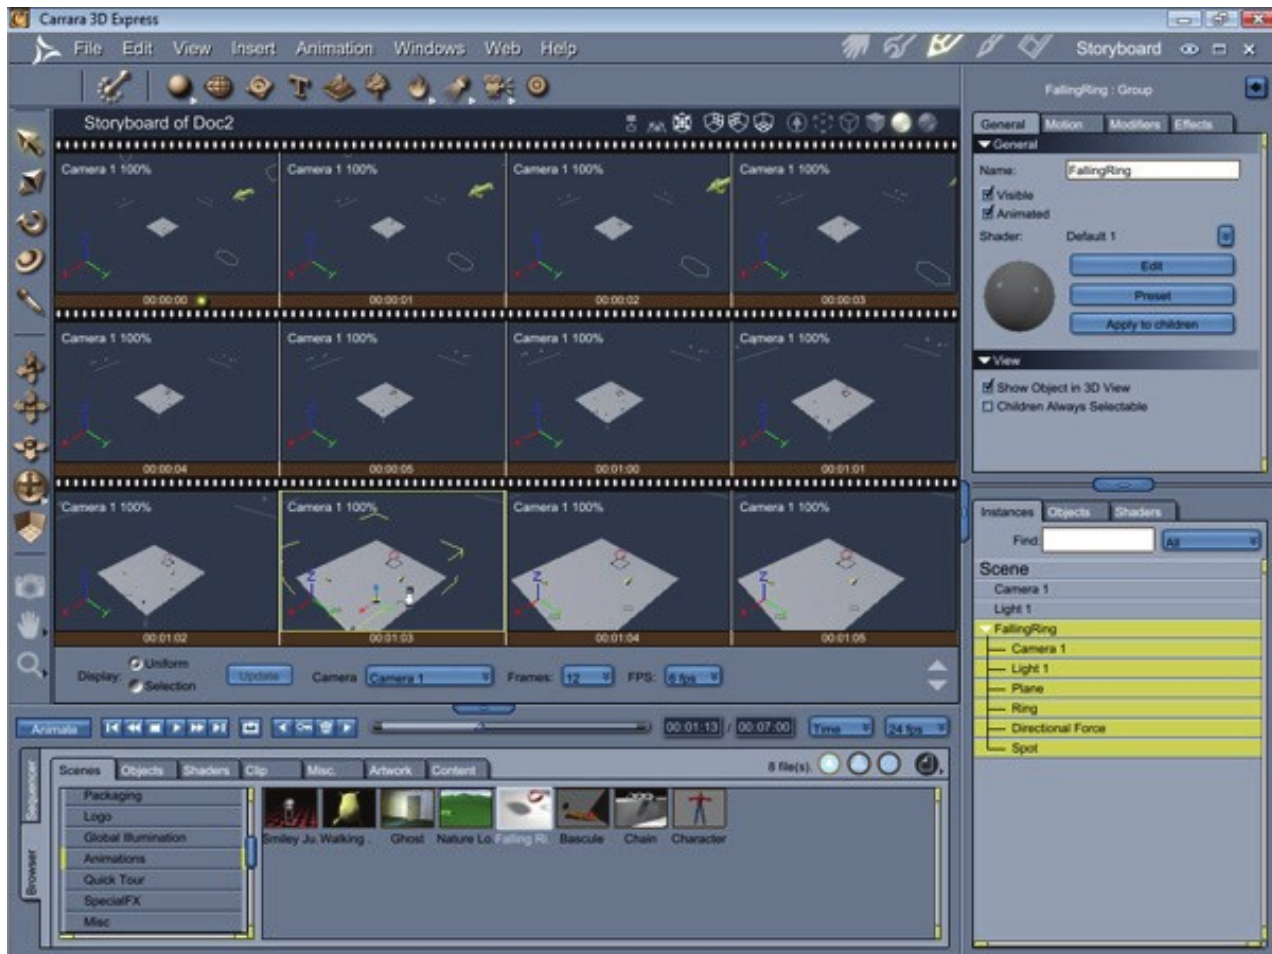 Carrara 3D Express
File Edit View Insert Animation Windows Web Help Storyboard
Storyboard of Doc2
Camera 1 100% Camera 1 100% Camera 1 100% Camera 1 100%
00:00:00 00:00:01 00:00:02 00:00:03
Camera 1 100% Camera 1 100% Camera 1 100% Camera 1 100%
00:00:04 00:00:05 00:01:00 00:01:01
Camera 1 100% Camera 1 100% Camera 1 100% Camera 1 100%
Z Z Z
00:01:02 00:01:03 00:01:04 00:01:05
Display: Uniform Selection Update Camera Camera 1 Frames: 12 FPS: 6 fps
Animate 00:01:13 / 00:07:00 Time 24 fps
Sequencer
Browser
Scenes Objects Shaders Clip Misc. Artwork Content 8 file(s).
Packaging
Logo
Global Illumination
Animations
Quick Tour
SpecialFX
Misc
Smiley Ju. Walking . Ghost Nature Lo. Falling Ri. Bascule Chain Character
FallingRing : Group
General Motion Modifiers Effects
General
Name: FallingRing
Visible
Animated
Shader: Default 1
Edit
Preset
Apply to children
View
Show Object in 3D View
Children Always Selectable
Instances Objects Shaders
Find: All
Scene
Camera 1
Light 1
FallingRing
Camera 1
Light 1
Plane
Ring
Directional Force
Spot